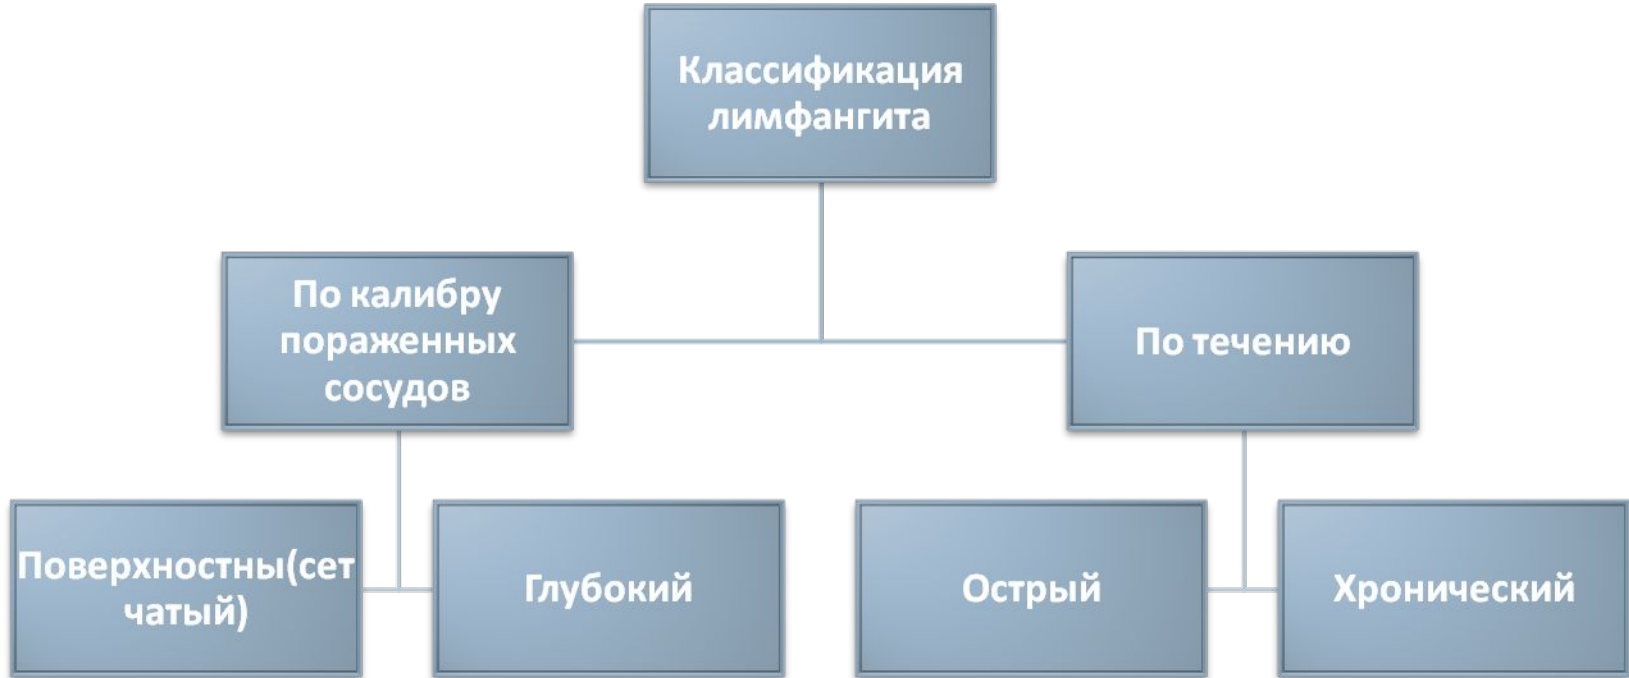 Классификация
лимфангита
По калибру
пораженных
сосудов
По течению
Поверхностны(сет
чатый)
Глубокий
Острый
Хронический